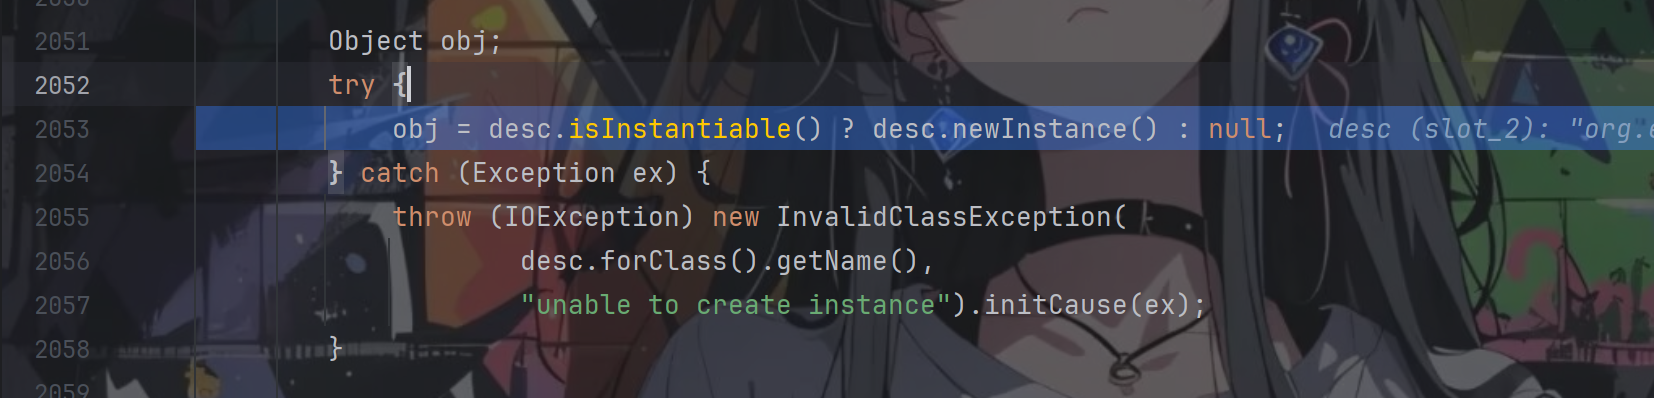 2051 Object obj;
2052 try {
2053 obj = desc.isInstantiable() ? desc.newInstance() : null; desc (slot_2): "org.e
2054 } catch (Exception ex) {
2055 throw (IOException) new InvalidClassException(
2056 desc.forClass().getName(),
2057 "unable to create instance").initCause(ex);
2058 }
2059